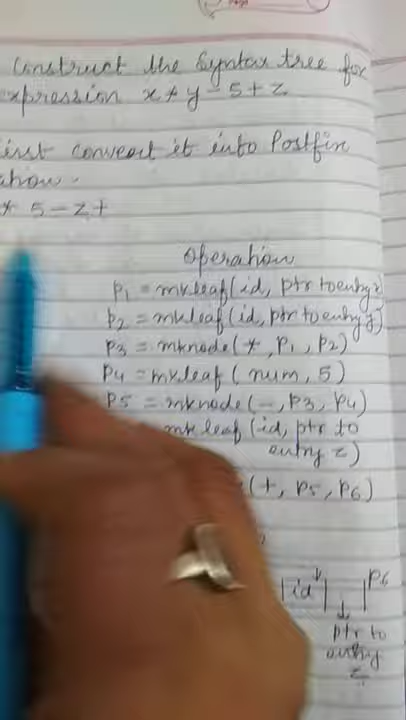 Construct the Syntax tree for
expression x * y - 5 + z
first convert it into Postfix
* 5 - z +
Operation
P1 = mkleaf (id, ptr to entry x)
P2 = mkleaf (id, ptr to entry y)
P3 = mknode (*, P1, P2)
P4 = mkleaf ( num, 5)
P5 = mknode (-, P3, P4)
mkleaf (id, ptr to
entry z)
(+, P5, P6)
id P6
ptr to
entry
z